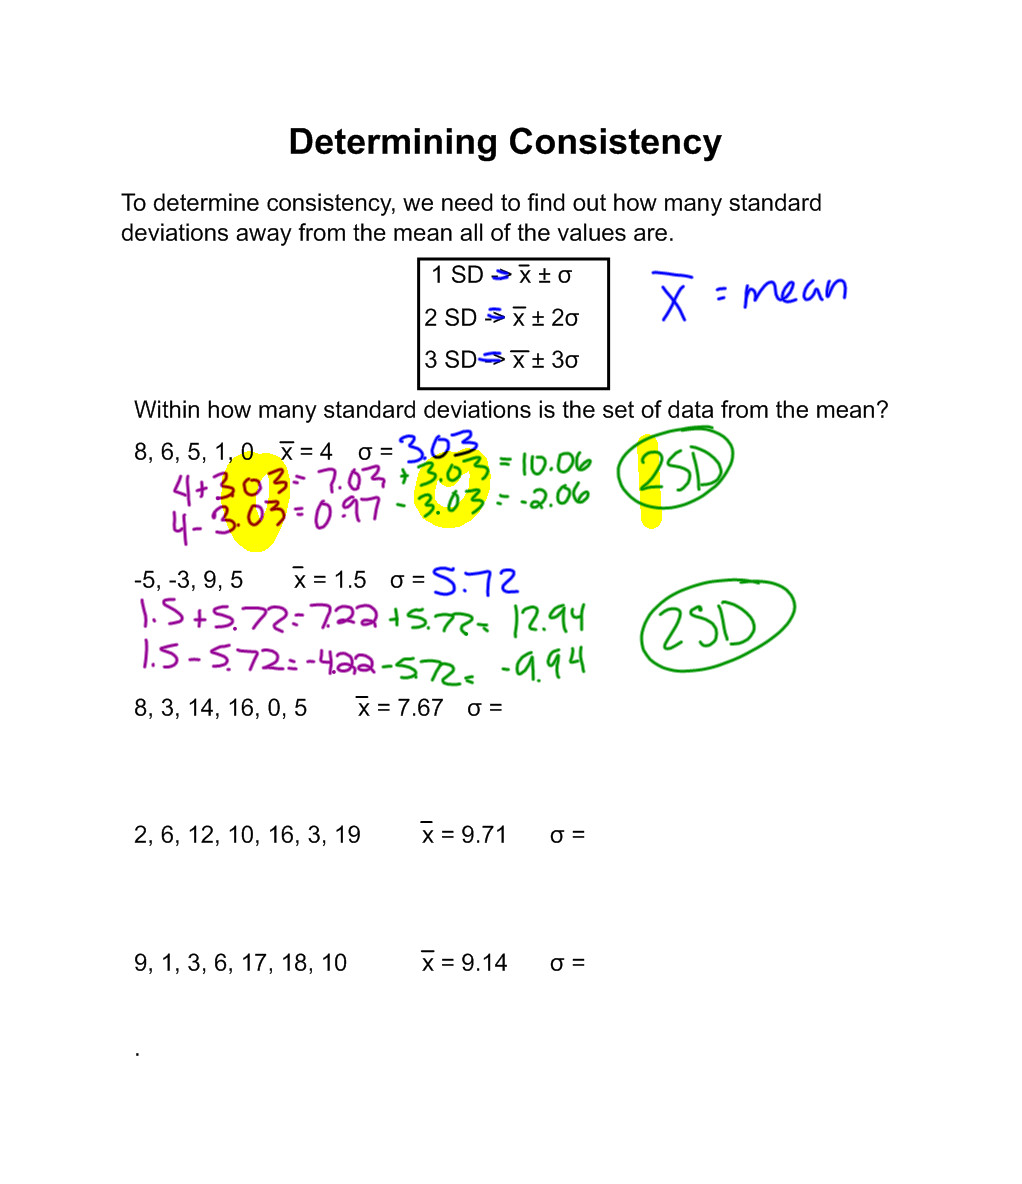 Determining Consistency
To determine consistency, we need to find out how many standard
deviations away from the mean all of the values are.
1 SD -> x̅ ± σ
2 SD -> x̅ ± 2σ
3 SD -> x̅ ± 3σ
x̅ = mean
Within how many standard deviations is the set of data from the mean?
8, 6, 5, 1, 0 x̅ = 4 σ = 3.03
4+3.03= 7.03 + 3.03 = 10.06
4- 3.03= 0.97 - 3.03 = -2.06
2SD
-5, -3, 9, 5 x̅ = 1.5 σ = 5.72
1.5+5.72=7.22 +5.72= 12.94
1.5-5.72=-4.22-5.72= -9.94
2SD
8, 3, 14, 16, 0, 5 x̅ = 7.67 σ =
2, 6, 12, 10, 16, 3, 19 x̅ = 9.71 σ =
9, 1, 3, 6, 17, 18, 10 x̅ = 9.14 σ =
.